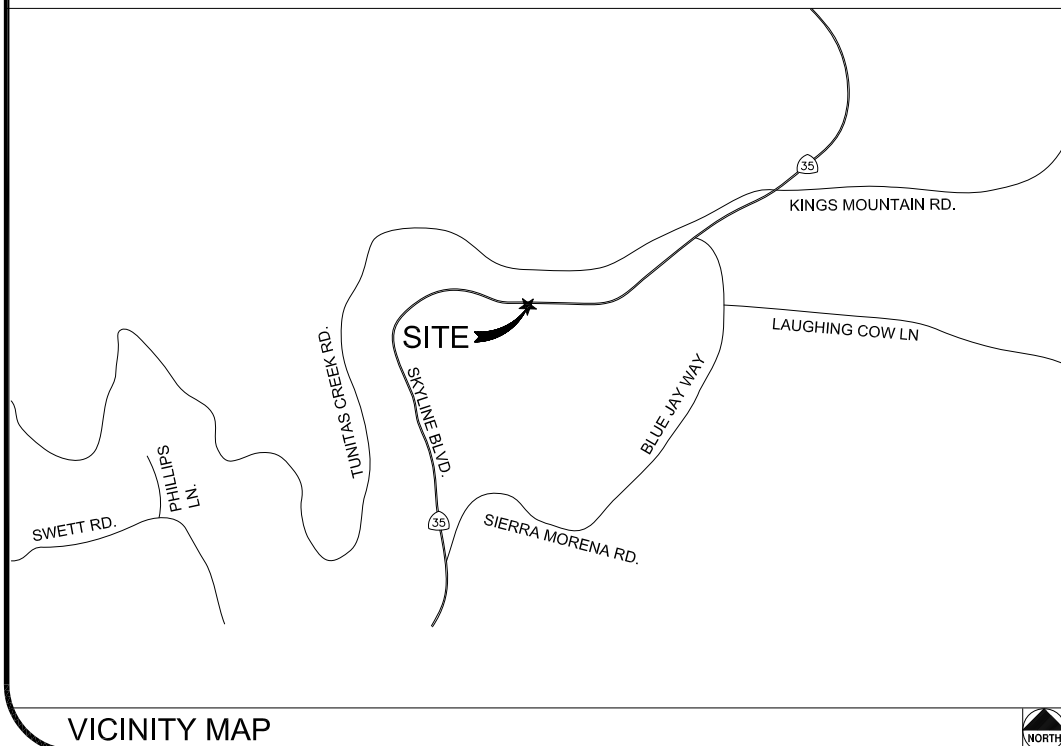 35
KINGS MOUNTAIN RD.
SITE
LAUGHING COW LN
TUNITAS CREEK RD.
SKYLINE BLVD.
BLUE JAY WAY
PHILLIPS
LN.
SWETT RD.
35
SIERRA MORENA RD.
VICINITY MAP
NORTH